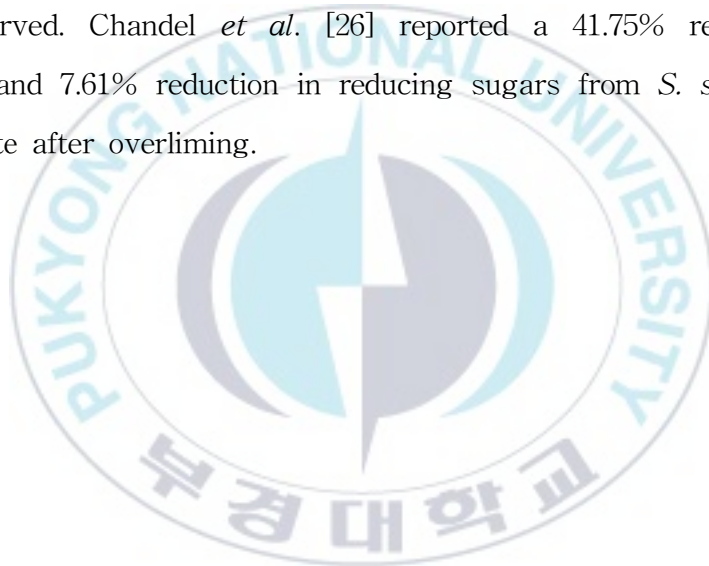 rved. Chandel et al. [26] reported a 41.75% re
and 7.61% reduction in reducing sugars from S. s
te after overliming.
PUKYONG NATIONAL UNIVERSITY
부경대학교